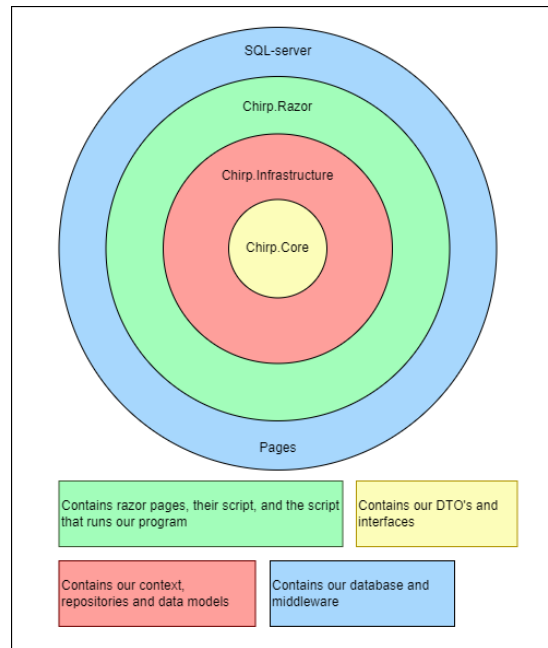 SQL-server
Chirp.Razor
Chirp.Infrastructure
Chirp.Core
Pages
Contains razor pages, their script, and the script
that runs our program
Contains our DTO's and
interfaces
Contains our context,
repositories and data models
Contains our database and
middleware